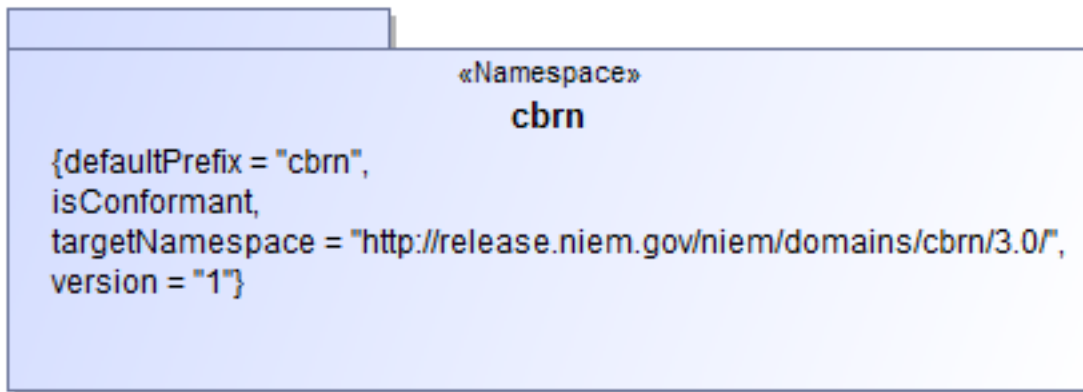 «Namespace»
cbrn
{defaultPrefix = "cbrn",
isConformant,
targetNamespace = "http://release.niem.gov/niem/domains/cbrn/3.0/",
version = "1"}